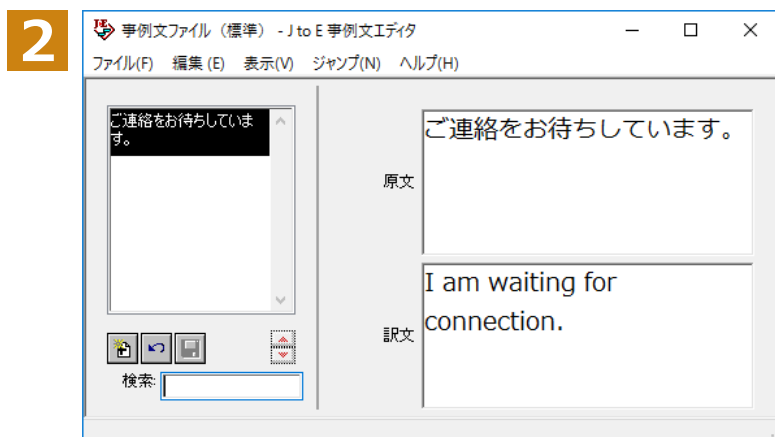 2
事例文ファイル（標準） - J to E 事例文エディタ
ファイル(F) 編集 (E) 表示(V) ジャンプ(N) ヘルプ(H)
ご連絡をお待ちしていま
す。
検索:
原文
ご連絡をお待ちしています。
訳文
I am waiting for
connection.